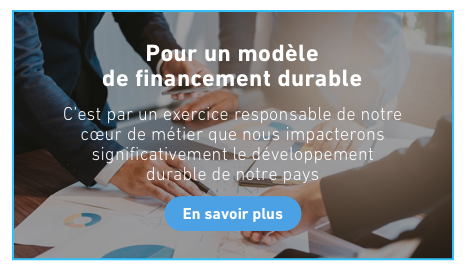 Pour un modèle
de financement durable
C'est par un exercice responsable de notre
cœur de métier que nous impacterons
significativement le développement
durable de notre pays
En savoir plus